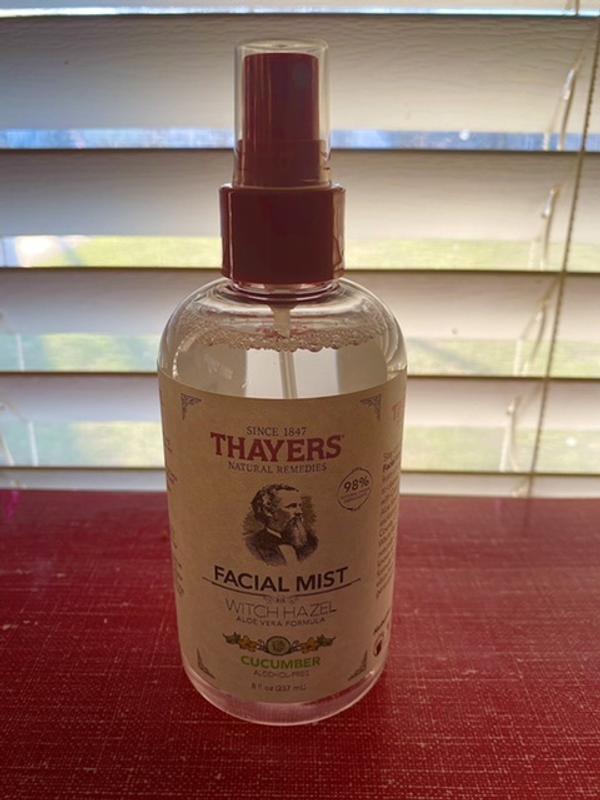 SINCE 1847
THAYERS
NATURAL REMEDIES
98%
FACIAL MIST
WITCH HAZEL
ALOE VERA FORMULA
CUCUMBER
ALCOHOL-FREE
8 fl oz (237 mL)